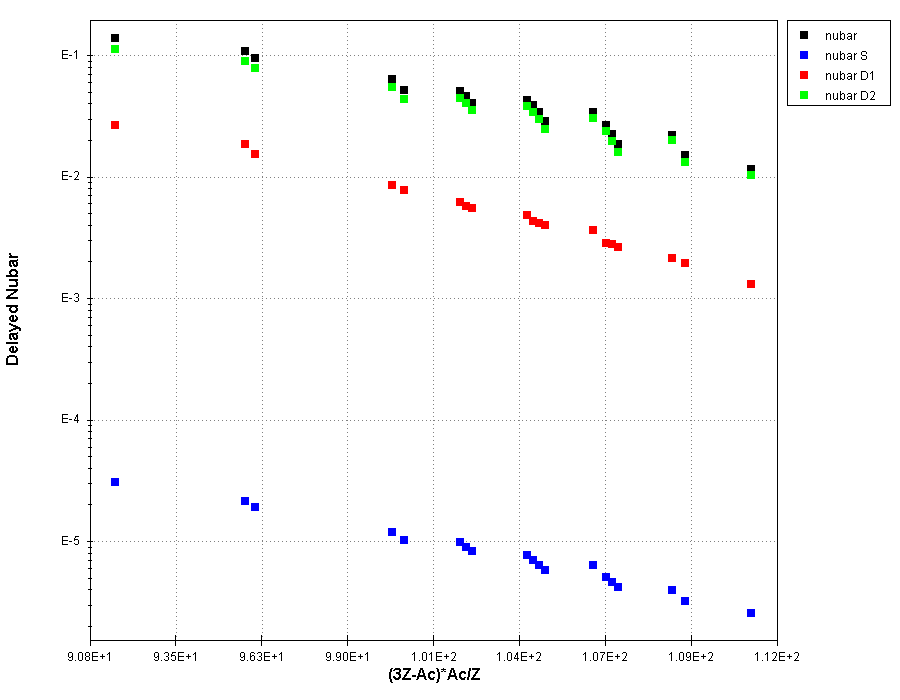 nubar
nubar S
nubar D1
nubar D2
E-1
E-2
E-3
E-4
E-5
Delayed Nubar
9.08E+1 9.35E+1 9.63E+1 9.90E+1 1.01E+2 1.04E+2 1.07E+2 1.09E+2 1.12E+2
(3Z-Ac)*Ac/Z